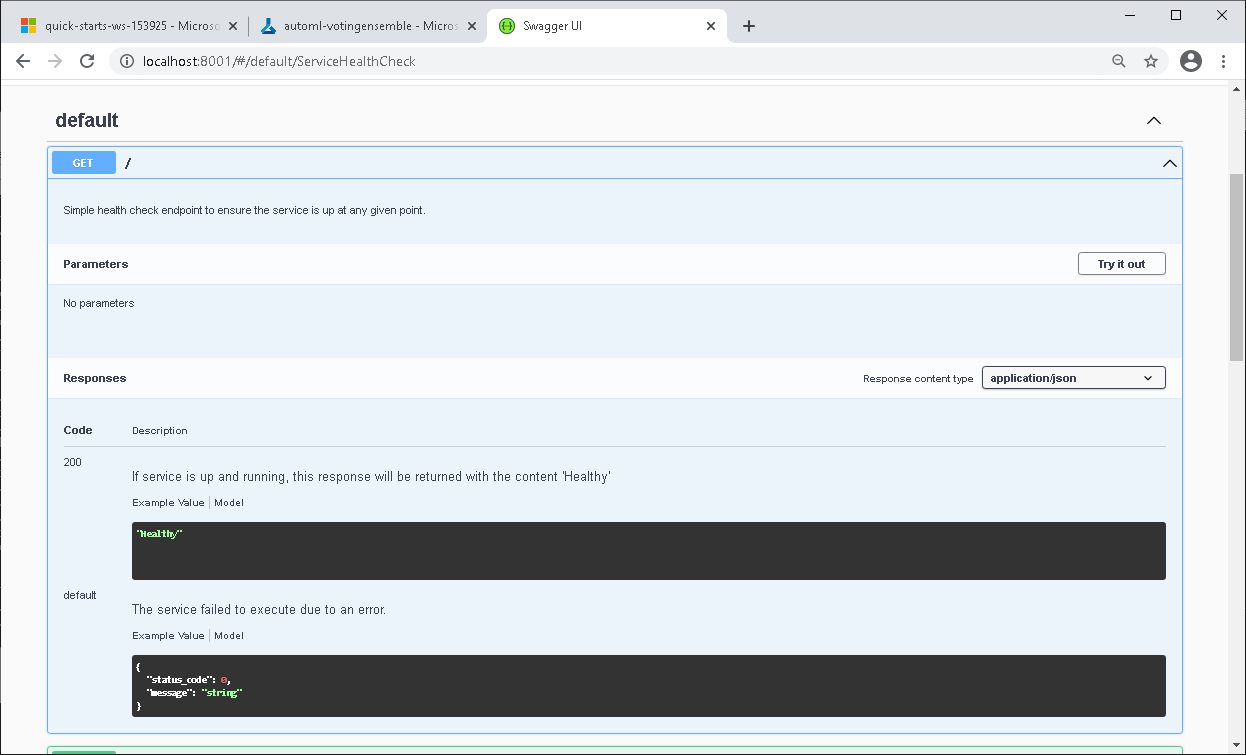 quick-starts-ws-153925 - Microso
automl-votingensemble - Micros
Swagger UI
localhost:8001/#/default/ServiceHealthCheck
default
GET /
Simple health check endpoint to ensure the service is up at any given point.
Parameters
Try it out
No parameters
Responses
Response content type
application/json
Code Description
200
If service is up and running, this response will be returned with the content 'Healthy'
Example Value Model
"Healthy"
default
The service failed to execute due to an error.
Example Value Model
{
"status_code": 0,
"message": "string"
}